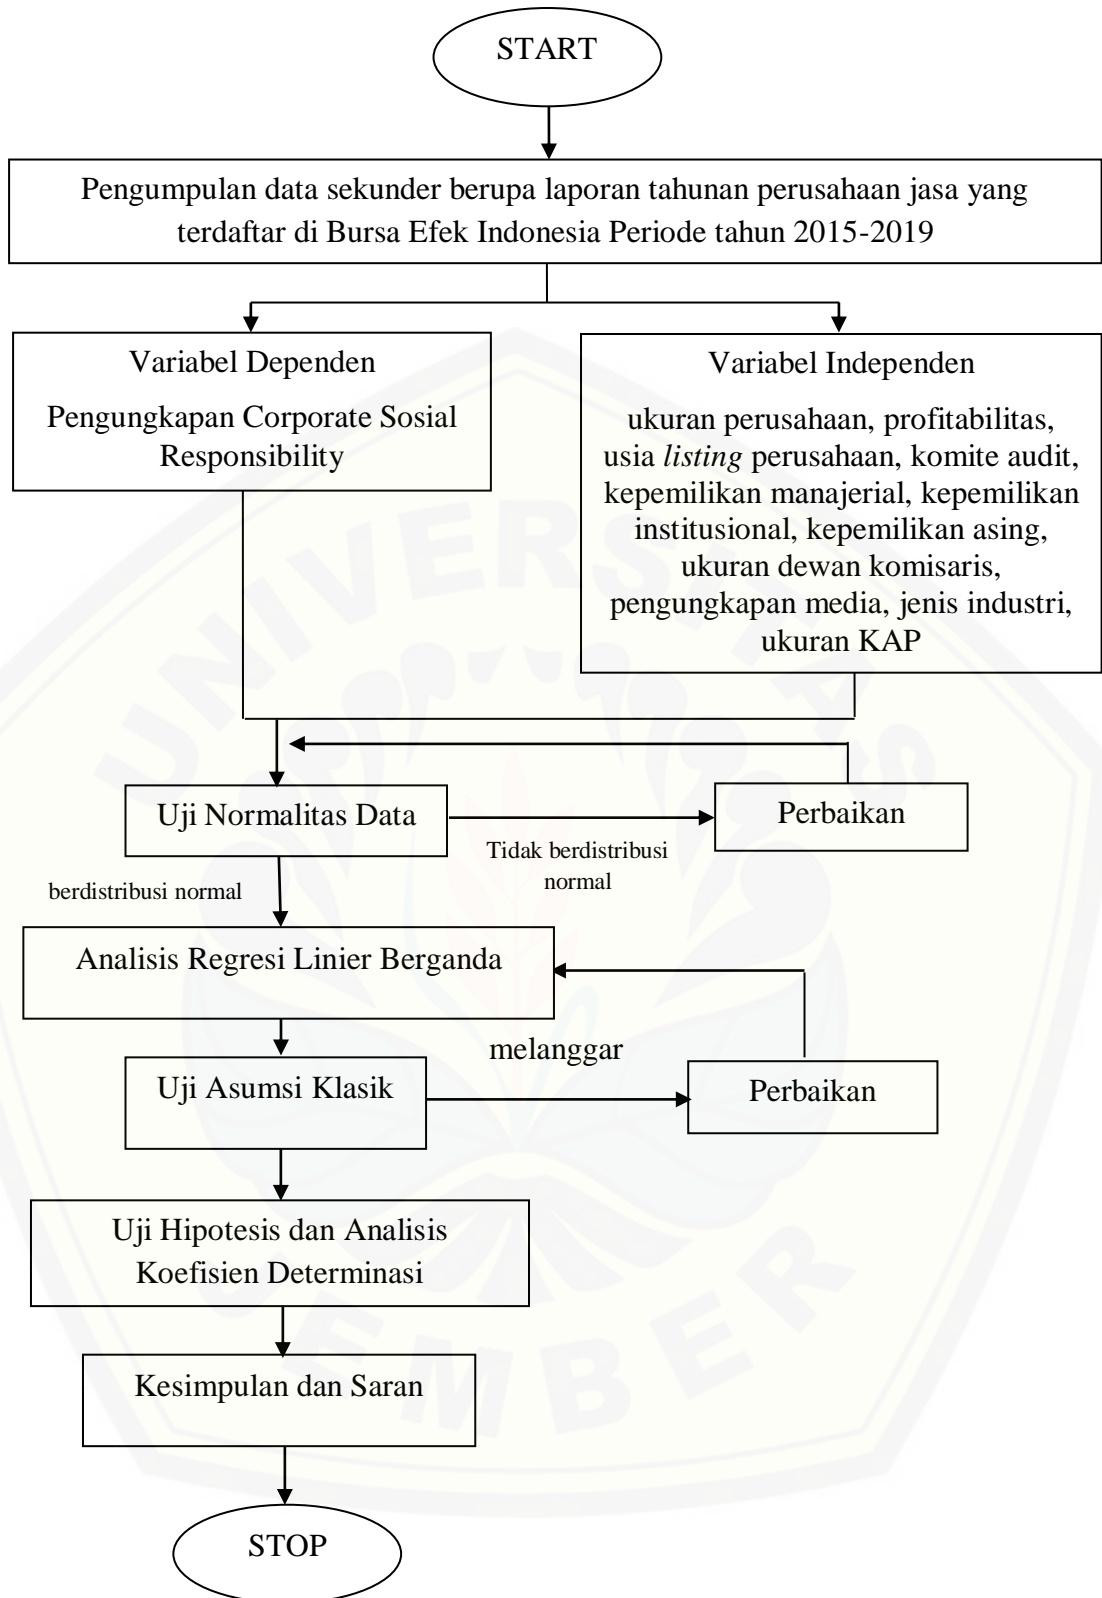 START
Pengumpulan data sekunder berupa laporan tahunan perusahaan jasa yang
terdaftar di Bursa Efek Indonesia Periode tahun 2015-2019
Variabel Dependen
Pengungkapan Corporate Sosial
Responsibility
Variabel Independen
ukuran perusahaan, profitabilitas,
usia listing perusahaan, komite audit,
kepemilikan manajerial, kepemilikan
institusional, kepemilikan asing,
ukuran dewan komisaris,
pengungkapan media, jenis industri,
ukuran KAP
Uji Normalitas Data
Perbaikan
Tidak berdistribusi
normal
berdistribusi normal
Analisis Regresi Linier Berganda
melanggar
Uji Asumsi Klasik
Perbaikan
Uji Hipotesis dan Analisis
Koefisien Determinasi
Kesimpulan dan Saran
STOP
UNIVERSITAS
JEMBER